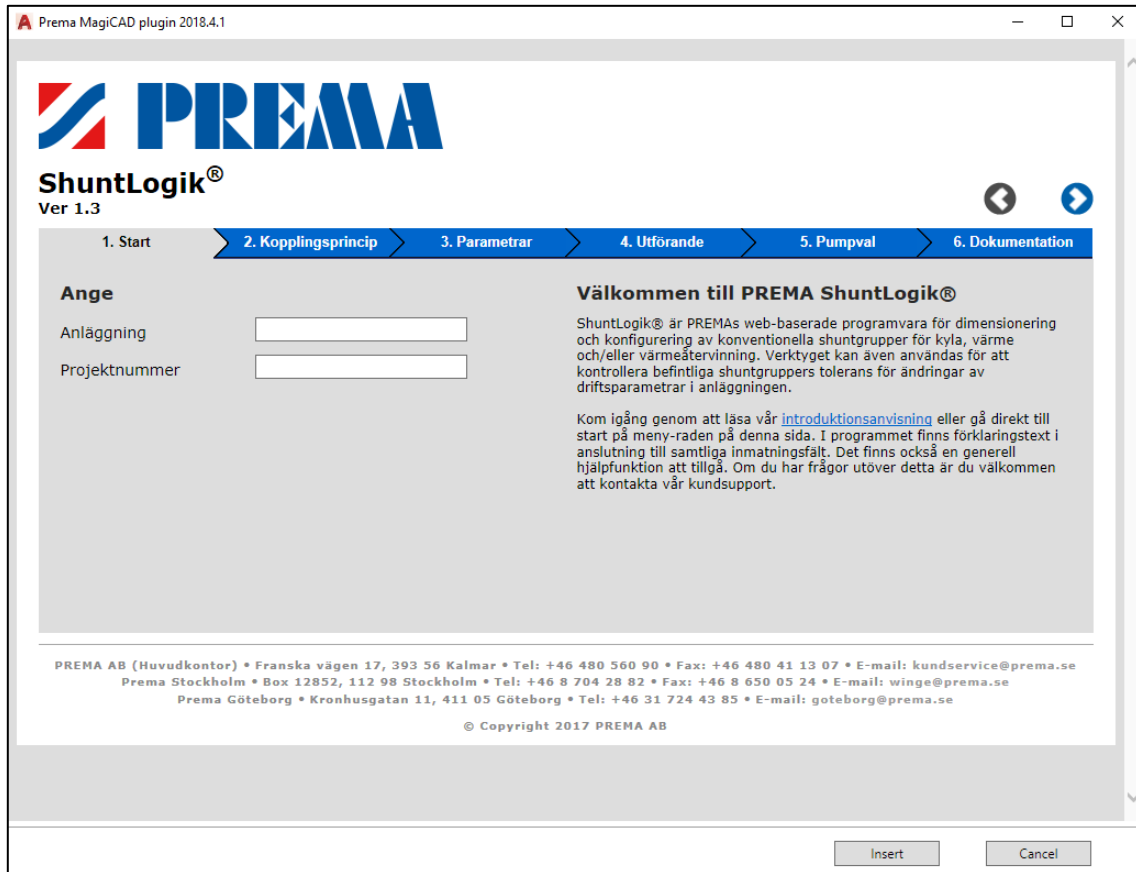 Prema MagiCAD plugin 2018.4.1
PREMA
ShuntLogik®
Ver 1.3
1. Start
2. Kopplingsprincip
3. Parametrar
4. Utförande
5. Pumpval
6. Dokumentation
Ange
Anläggning
Projektnummer
Välkommen till PREMA ShuntLogik®
ShuntLogik® är PREMAs web-baserade programvara för dimensionering
och konfigurering av konventionella shuntgrupper för kyla, värme
och/eller värmeåtervinning. Verktyget kan även användas för att
kontrollera befintliga shuntgruppers tolerans för ändringar av
driftsparametrar i anläggningen.
Kom igång genom att läsa vår introduktionsanvisning eller gå direkt till
start på meny-raden på denna sida. I programmet finns förklaringstext i
anslutning till samtliga inmatningsfält. Det finns också en generell
hjälpfunktion att tillgå. Om du har frågor utöver detta är du välkommen
att kontakta vår kundsupport.
PREMA AB (Huvudkontor) • Franska vägen 17, 393 56 Kalmar • Tel: +46 480 560 90 • Fax: +46 480 41 13 07 • E-mail: kundservice@prema.se
Prema Stockholm • Box 12852, 112 98 Stockholm • Tel: +46 8 704 28 82 • Fax: +46 8 650 05 24 • E-mail: winge@prema.se
Prema Göteborg • Kronhusgatan 11, 411 05 Göteborg • Tel: +46 31 724 43 85 • E-mail: goteborg@prema.se
© Copyright 2017 PREMA AB
Insert
Cancel